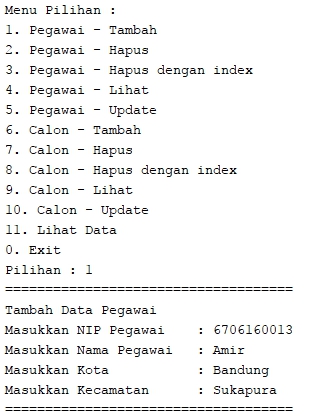 Menu Pilihan :
1. Pegawai - Tambah
2. Pegawai - Hapus
3. Pegawai - Hapus dengan index
4. Pegawai - Lihat
5. Pegawai - Update
6. Calon - Tambah
7. Calon - Hapus
8. Calon - Hapus dengan index
9. Calon - Lihat
10. Calon - Update
11. Lihat Data
0. Exit
Pilihan : 1
====================================
Tambah Data Pegawai
Masukkan NIP Pegawai    : 6706160013
Masukkan Nama Pegawai   : Amir
Masukkan Kota           : Bandung
Masukkan Kecamatan      : Sukapura
====================================